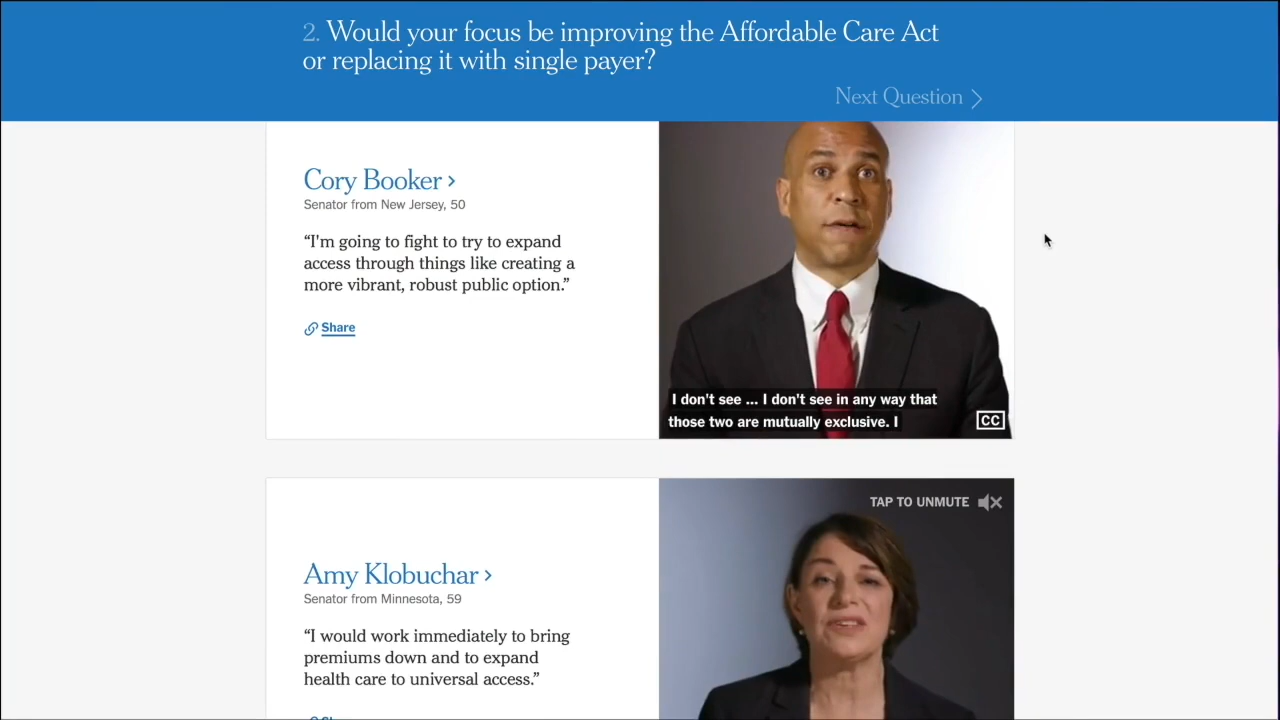 2. Would your focus be improving the Affordable Care Act
or replacing it with single payer?
Next Question
Cory Booker
Senator from New Jersey, 50
“I'm going to fight to try to expand
access through things like creating a
more vibrant, robust public option.”
Share
I don't see ... I don't see in any way that
those two are mutually exclusive. I
CC
TAP TO UNMUTE
Amy Klobuchar
Senator from Minnesota, 59
“I would work immediately to bring
premiums down and to expand
health care to universal access.”